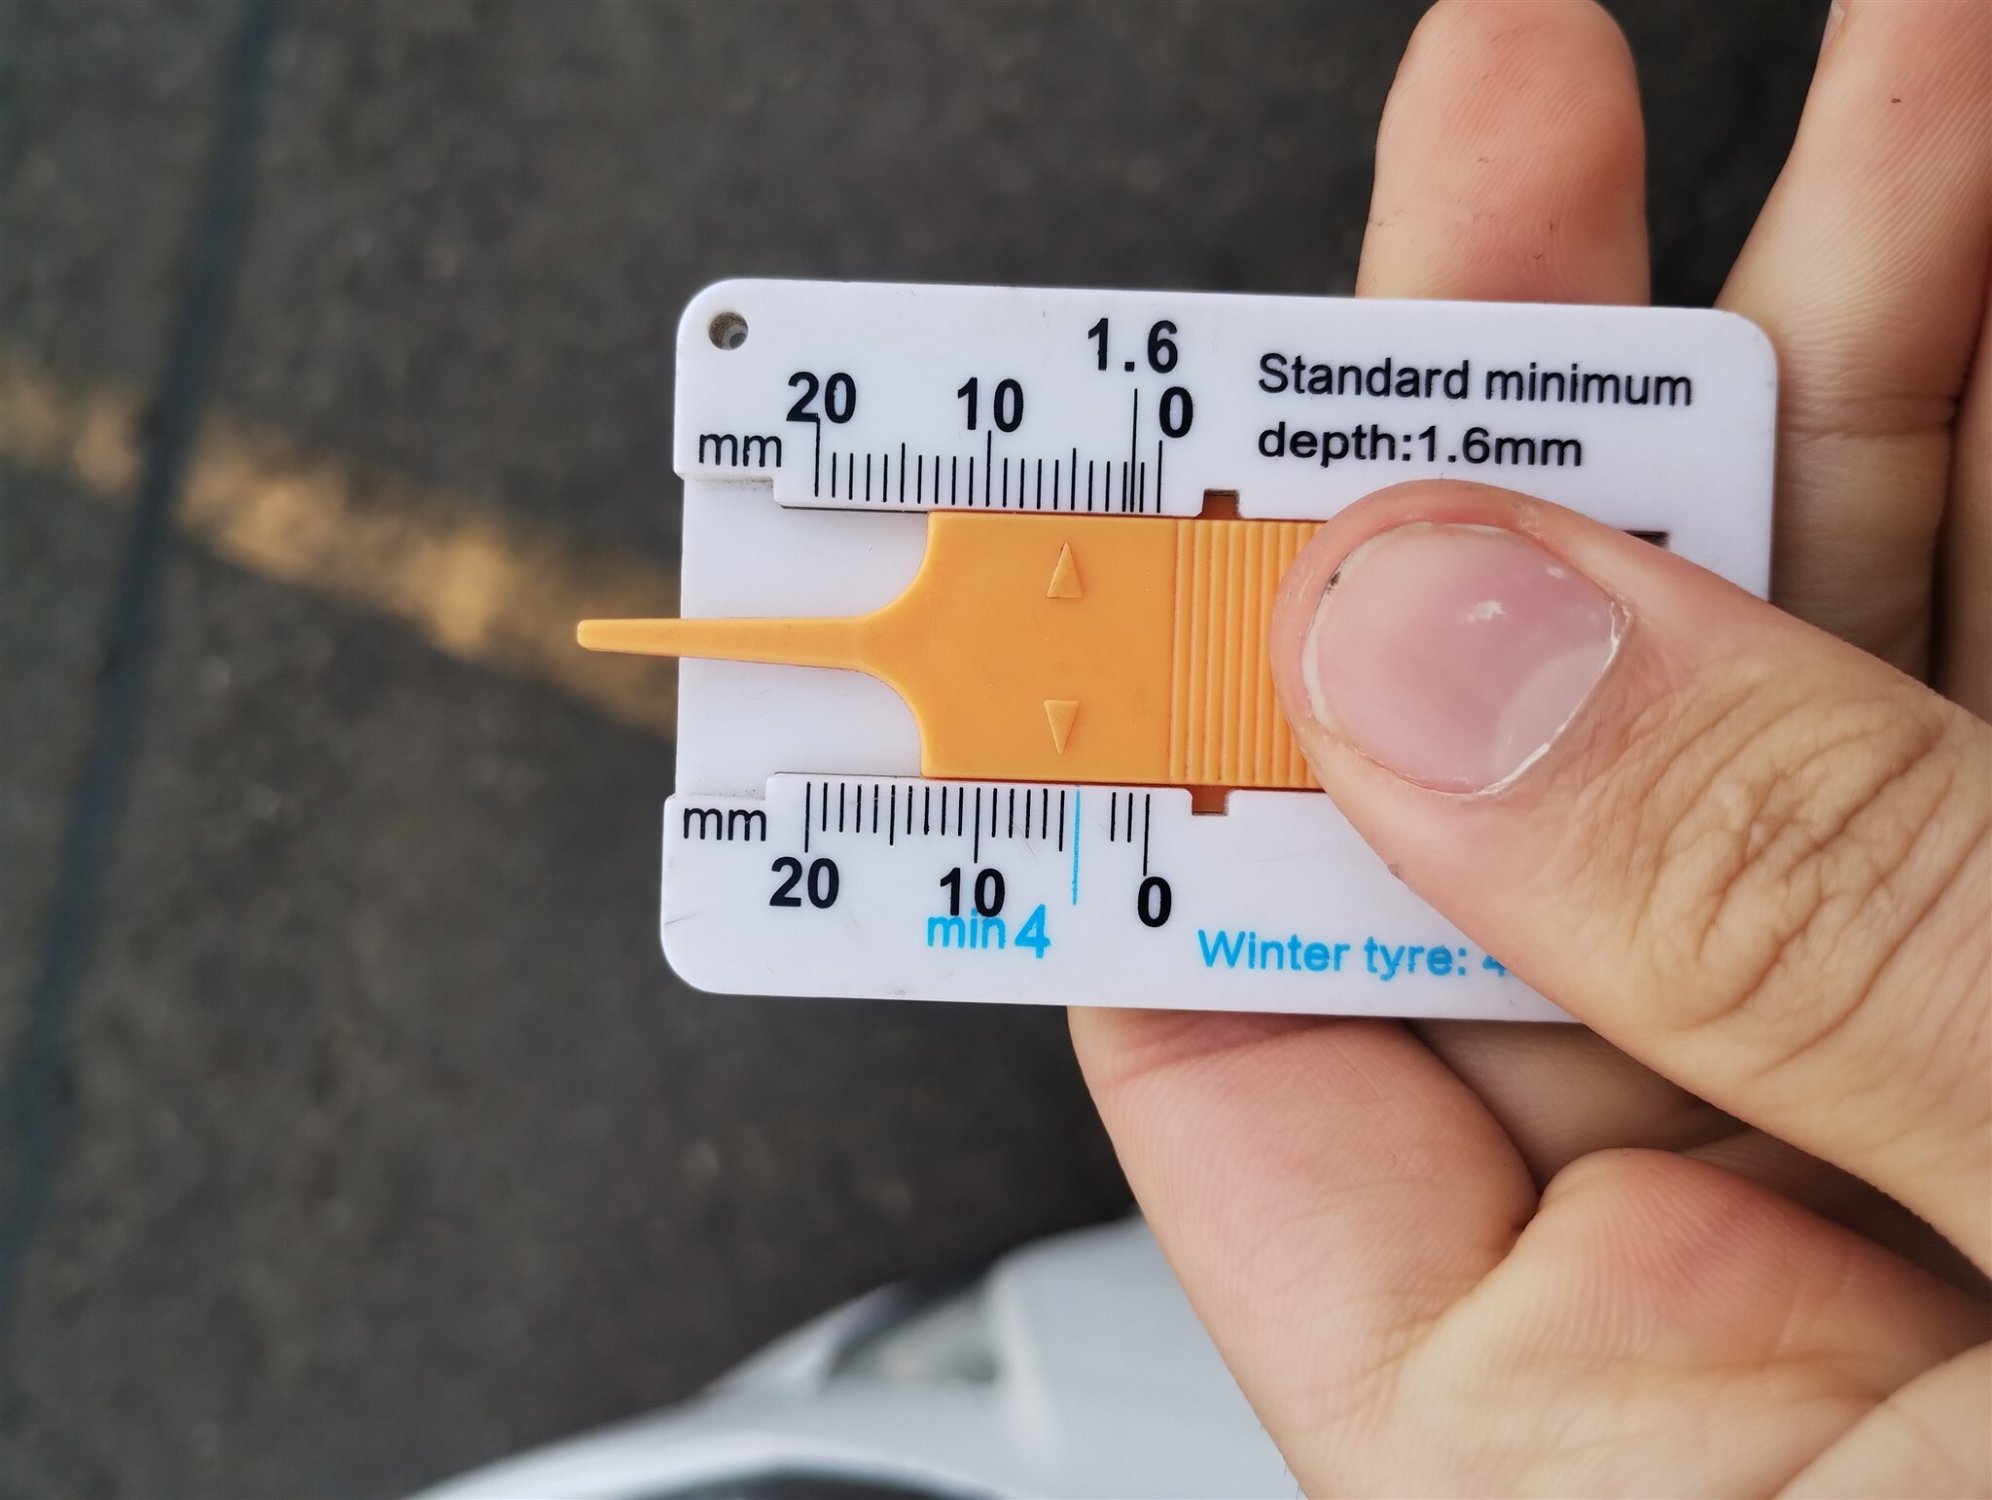 1.6
20 10 0
mm
Standard minimum
depth:1.6mm
mm
20 10 0
min 4
Winter tyre: